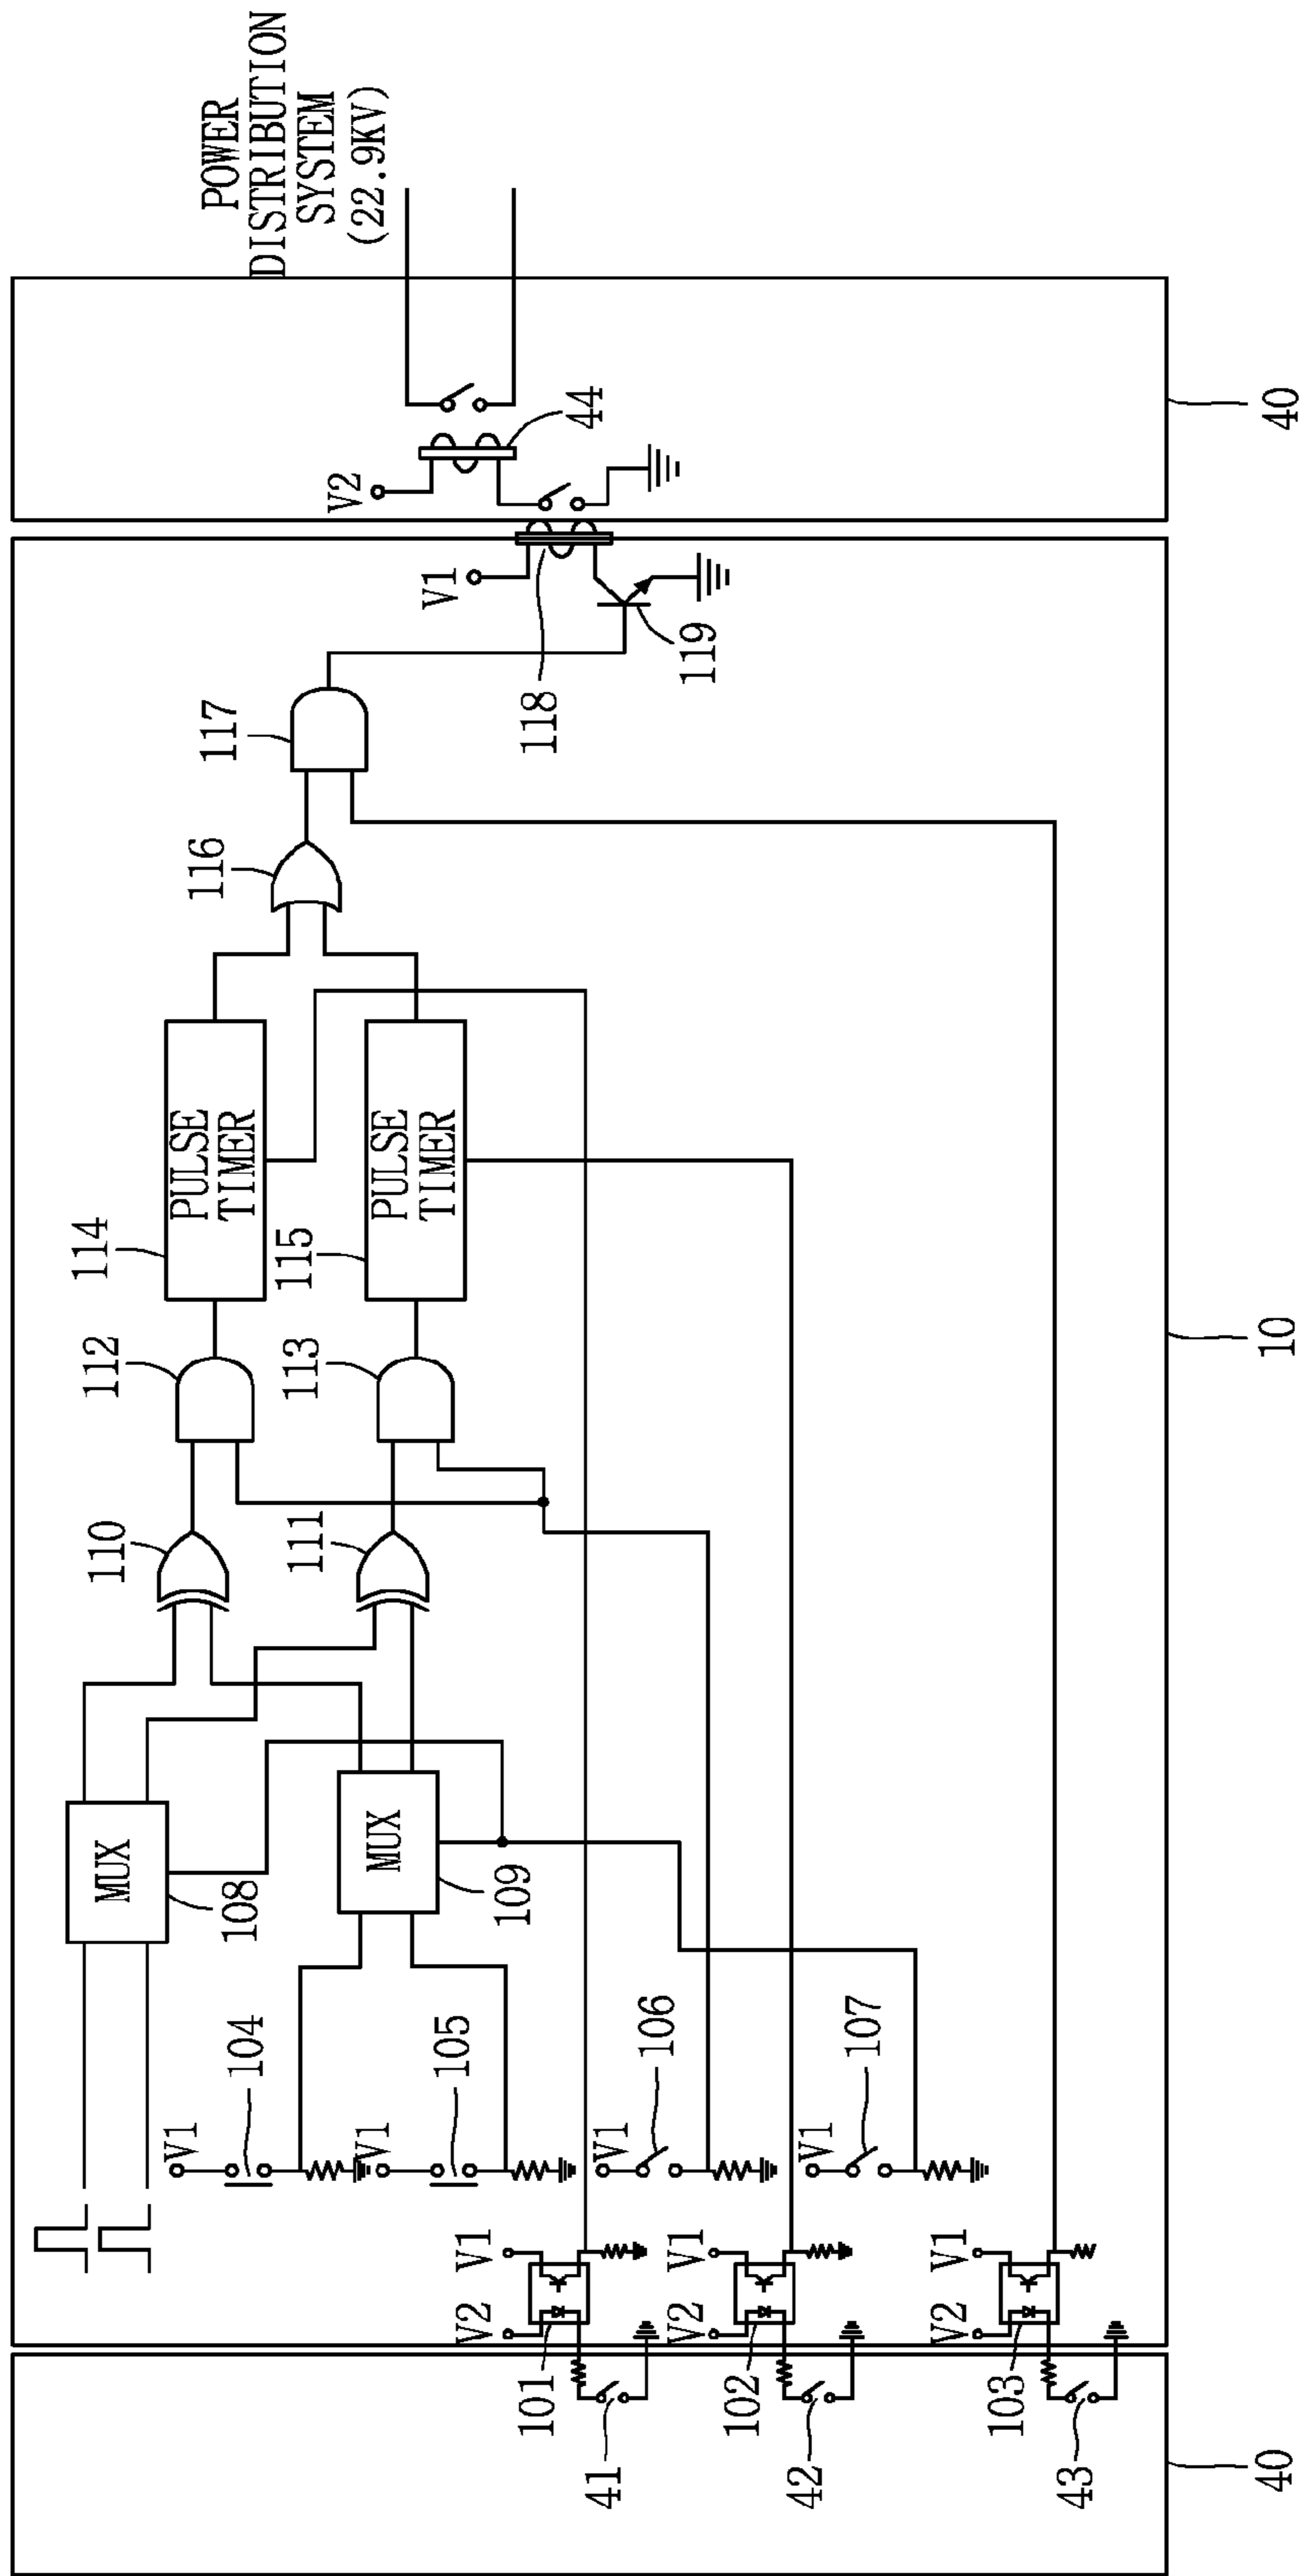 POWER
DISTRIBUTION
SYSTEM
(22.9KV)
40
V2
44
V1
118
119
117
116
114
PULSE
TIMER
115
PULSE
TIMER
112
113
110
111
MUX
108
MUX
109
V1
104
V1
105
V1
106
V1
107
V2
V1
101
V2
V1
102
V2
V1
103
10
41
42
43
40